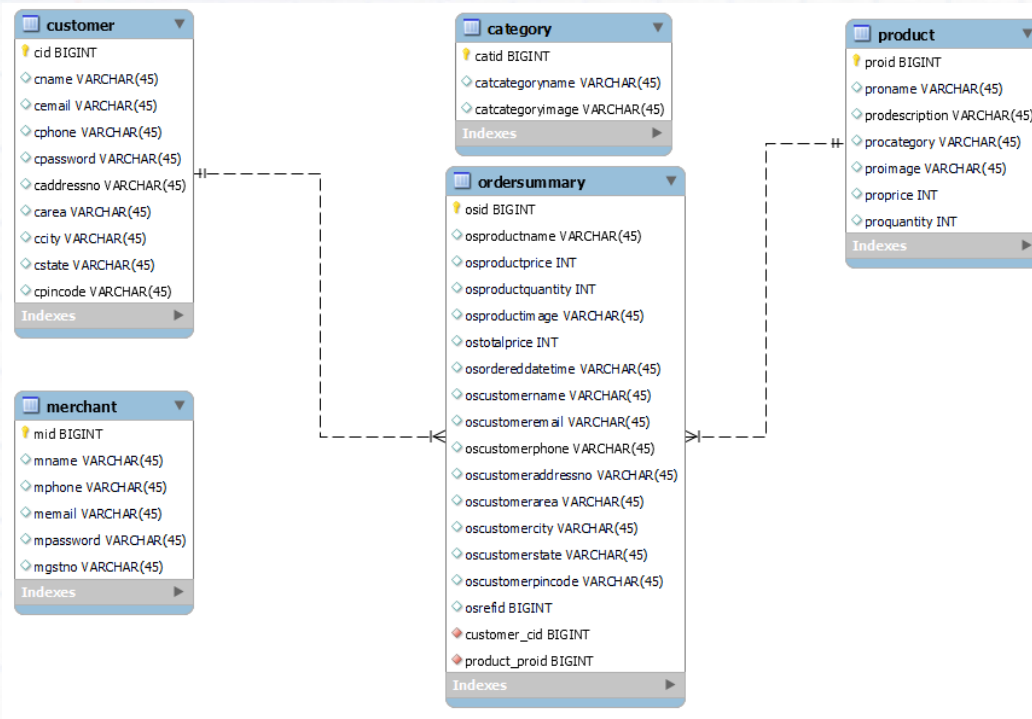 customer
cid BIGINT
cname VARCHAR(45)
cemail VARCHAR(45)
cphone VARCHAR(45)
cpassword VARCHAR(45)
caddressno VARCHAR(45)
carea VARCHAR(45)
ccity VARCHAR(45)
cstate VARCHAR(45)
cpincode VARCHAR(45)
Indexes
merchant
mid BIGINT
mname VARCHAR(45)
mphone VARCHAR(45)
memail VARCHAR(45)
mpassword VARCHAR(45)
mgstno VARCHAR(45)
Indexes
category
catid BIGINT
catcategoryname VARCHAR(45)
catcategoryimage VARCHAR(45)
Indexes
ordersummary
osid BIGINT
osproductname VARCHAR(45)
osproductprice INT
osproductquantity INT
osproductimage VARCHAR(45)
ostotalprice INT
osordereddatetime VARCHAR(45)
oscustomername VARCHAR(45)
oscustomeremail VARCHAR(45)
oscustomerphone VARCHAR(45)
oscustomeraddressno VARCHAR(45)
oscustomerarea VARCHAR(45)
oscustomercity VARCHAR(45)
oscustomerstate VARCHAR(45)
oscustomerpincode VARCHAR(45)
osrefid BIGINT
customer_cid BIGINT
product_proid BIGINT
Indexes
product
proid BIGINT
proname VARCHAR(45)
prodescription VARCHAR(45)
procategory VARCHAR(45)
proimage VARCHAR(45)
proprice INT
proquantity INT
Indexes